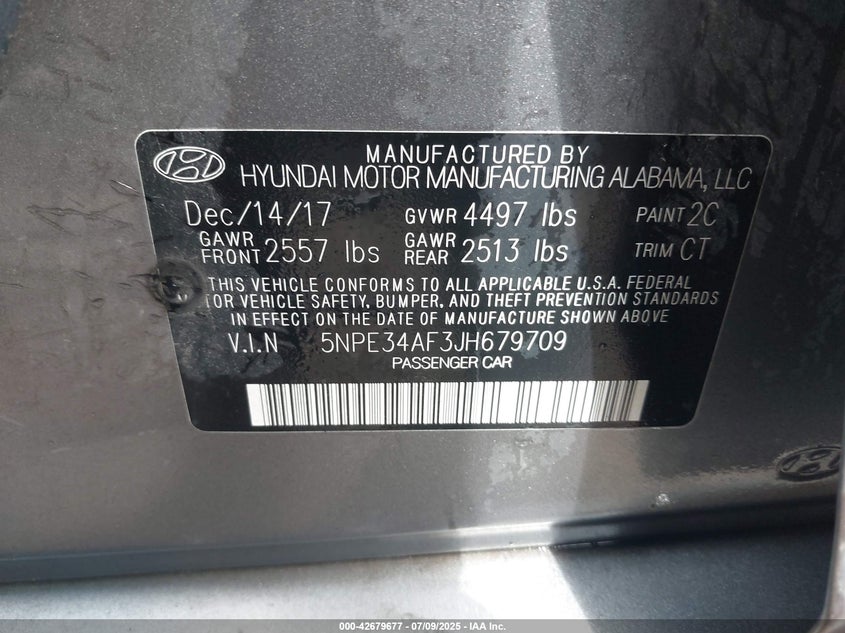 MANUFACTURED BY
HYUNDAI MOTOR MANUFACTURING ALABAMA, LLC
Dec/14/17 GVWR 4497 lbs PAINT 2C
GAWR FRONT 2557 lbs GAWR REAR 2513 lbs TRIM CT
THIS VEHICLE CONFORMS TO ALL APPLICABLE U.S.A. FEDERAL
MOTOR VEHICLE SAFETY, BUMPER, AND THEFT PREVENTION STANDARDS
IN EFFECT ON THE DATE OF MANUFACTURE SHOWN ABOVE
V.I.N 5NPE34AF3JH679709
PASSENGER CAR
000-42679677 - 07/09/2025 - IAA Inc.